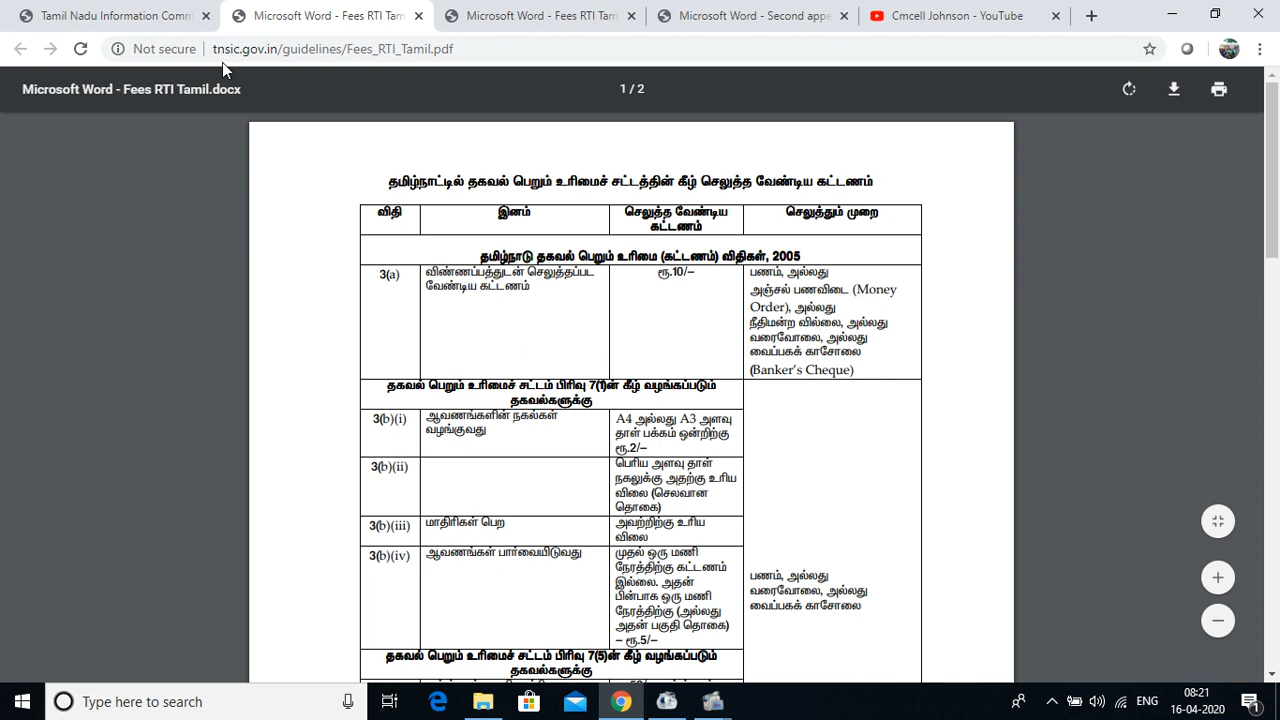 Tamil Nadu Information Comm
Microsoft Word - Fees RTI Tam
Microsoft Word - Fees RTI Tam
Microsoft Word - Second appe
Cmcell Johnson - YouTube
Not secure
tnsic.gov.in/guidelines/Fees_RTI_Tamil.pdf
Microsoft Word - Fees RTI Tamil.docx
1 / 2
தமிழ்நாட்டில் தகவல் பெறும் உரிமைச் சட்டத்தின் கீழ் செலுத்த வேண்டிய கட்டணம்
விதி
இனம்
செலுத்த வேண்டிய
கட்டணம்
செலுத்தும் முறை
தமிழ்நாடு தகவல் பெறும் உரிமை (கட்டணம்) விதிகள், 2005
3(a)
விண்ணப்பத்துடன் செலுத்தப்பட
வேண்டிய கட்டணம்
ரூ.10/–
பணம், அல்லது
அஞ்சல் பணவிடை (Money
Order), அல்லது
நீதிமன்ற வில்லை, அல்லது
வரைவோலை, அல்லது
வைப்பகக் காசோலை
(Banker's Cheque)
தகவல் பெறும் உரிமைச் சட்டம் பிரிவு 7(1)ன் கீழ் வழங்கப்படும்
தகவல்களுக்கு
3(b)(i)
ஆவணங்களின் நகல்கள்
வழங்குவது
A4 அல்லது A3 அளவு
தாள் பக்கம் ஒன்றிற்கு
ரூ.2/–
3(b)(ii)
பெரிய அளவு தாள்
நகலுக்கு அதற்கு உரிய
விலை (செலவான
தொகை)
3(b)(iii)
மாதிரிகள் பெற
அவற்றிற்கு உரிய
விலை
3(b)(iv)
ஆவணங்கள் பார்வையிடுவது
முதல் ஒரு மணி
நேரத்திற்கு கட்டணம்
இல்லை. அதன்
பின்பாக ஒரு மணி
நேரத்திற்கு (அல்லது
அதன் பகுதி தொகை)
– ரூ.5/–
பணம், அல்லது
வரைவோலை, அல்லது
வைப்பகக் காசோலை
தகவல் பெறும் உரிமைச் சட்டம் பிரிவு 7(5)ன் கீழ் வழங்கப்படும்
தகவல்களுக்கு
Type here to search
ENG
08:21
16-04-2020
1